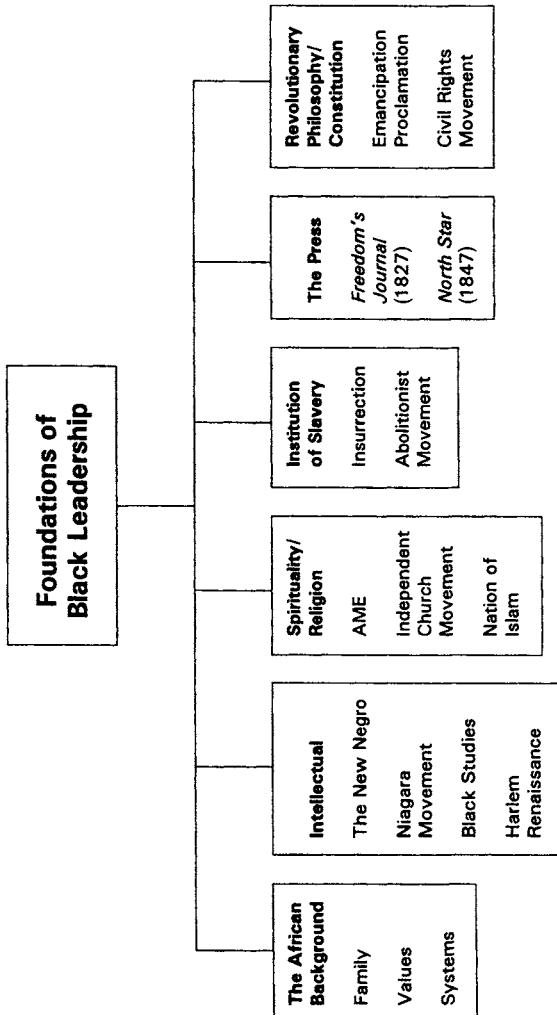 Foundations of
Black Leadership
The African
Background
Family
Values
Systems
Intellectual
The New Negro
Niagara
Movement
Black Studies
Harlem
Renaissance
Spirituality/
Religion
AME
Independent
Church
Movement
Nation of
Islam
Institution
of Slavery
Insurrection
Abolitionist
Movement
The Press
Freedom's
Journal
(1827)
North Star
(1847)
Revolutionary
Philosophy/
Constitution
Emancipation
Proclamation
Civil Rights
Movement